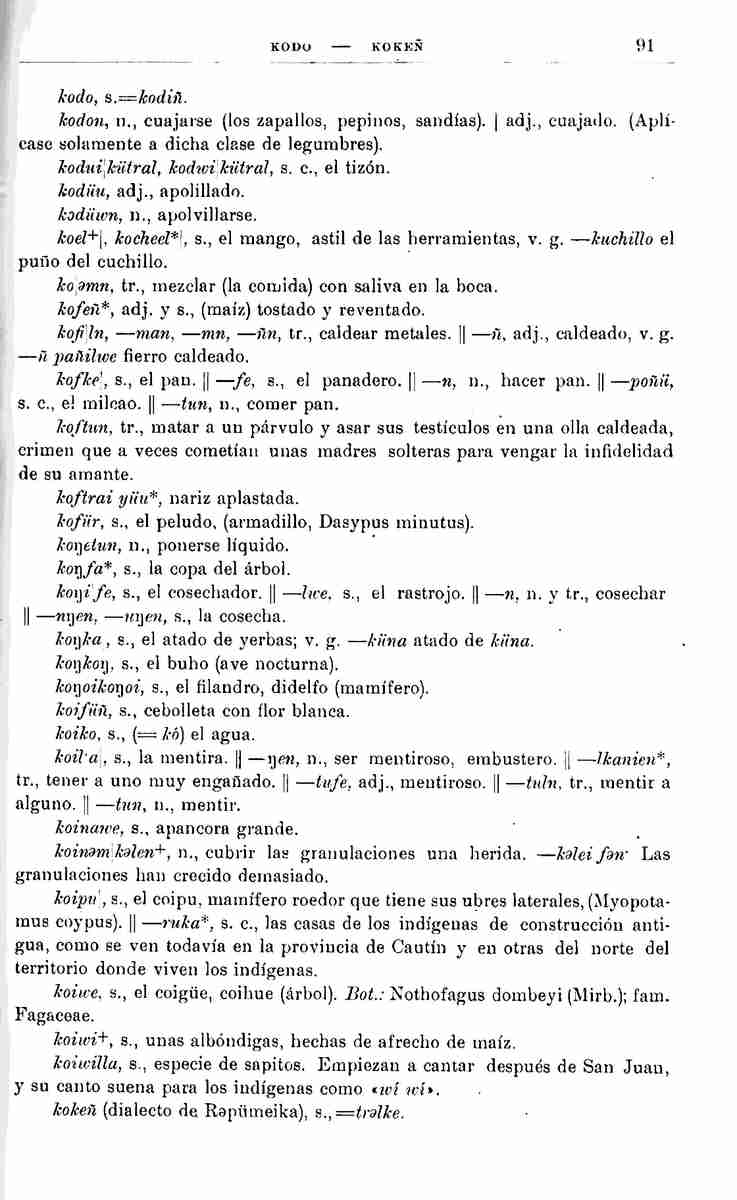 KODO — KOKEÑ 91
kodo, s.=kodiñ.
kodon, n., cuajarse (los zapallos, pepinos, sandías). | adj., cuajado. (Aplí-
case solamente a dicha clase de legumbres).
kodui|kütral, kodwi|kütral, s. c., el tizón.
kodüu, adj., apolillado.
kodüwn, n., apolvillarse.
koel+|, kocheel*|, s., el mango, astil de las herramientas, v. g. —kuchillo el
puño del cuchillo.
ko|əmn, tr., mezclar (la comida) con saliva en la boca.
kofeñ*, adj. y s., (maíz) tostado y reventado.
kofi|ln, —man, —mn, —ñn, tr., caldear metales. || —ñ, adj., caldeado, v. g.
—ñ pañilwe fierro caldeado.
kofke|, s., el pan. || —fe, s., el panadero. || —n, n., hacer pan. || —poñü,
s. c., el milcao. || —tun, n., comer pan.
koftun, tr., matar a un párvulo y asar sus testículos en una olla caldeada,
crimen que a veces cometían unas madres solteras para vengar la infidelidad
de su amante.
koftrai yüu*, nariz aplastada.
kofür, s., el peludo, (armadillo, Dasypus minutus).
koŋëtun, n., ponerse líquido.
koŋfa*, s., la copa del árbol.
koŋi|fe, s., el cosechador. || —lwe, s., el rastrojo. || —n, n. y tr., cosechar
|| —nŋen, —wŋen, s., la cosecha.
koŋka|, s., el atado de yerbas; v. g. —küna atado de küna.
koŋkoŋ, s., el buho (ave nocturna).
koŋoikoŋoi, s., el filandro, didelfo (mamífero).
koifüñ, s., cebolleta con flor blanca.
koiko, s., (= kó) el agua.
koil·a|, s., la mentira. || —ŋen, n., ser mentiroso, embustero. || —lkanien*,
tr., tener a uno muy engañado. || —tufe, adj., mentiroso. || —tuln, tr., mentir a
alguno. || —tun, n., mentir.
koinawe, s., apancora grande.
koinəm|kəlen+, n., cubrir las granulaciones una herida. —kəlei fən· Las
granulaciones han crecido demasiado.
koipu|, s., el coipu, mamífero roedor que tiene sus ubres laterales, (Myopota-
mus coypus). || —ruka*, s. c., las casas de los indígenas de construcción anti-
gua, como se ven todavía en la provincia de Cautín y en otras del norte del
territorio donde viven los indígenas.
koiwe, s., el coigüe, coihue (árbol). Bot.: Nothofagus dombeyi (Mirb.); fam.
Fagaceae.
koiwi+, s., unas albóndigas, hechas de afrecho de maíz.
koiwilla, s., especie de sapitos. Empiezan a cantar después de San Juan,
y su canto suena para los indígenas como «wí wí».
kokeñ (dialecto de Rəpümeika), s.,=trəlke.